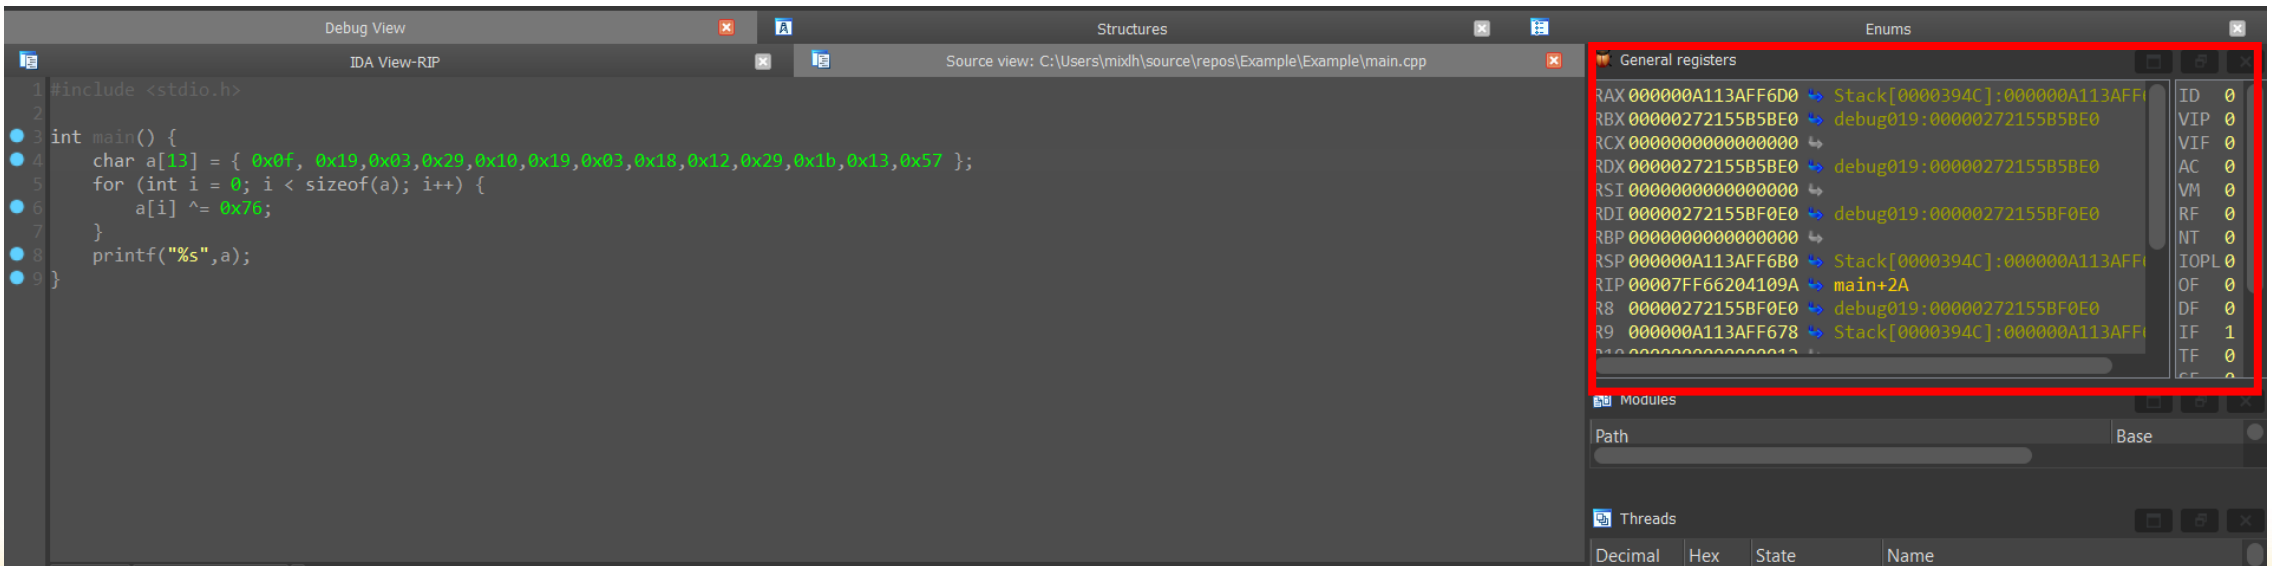 Debug View
Structures
Enums
IDA View-RIP
Source view: C:\Users\mixlh\source\repos\Example\Example\main.cpp
1 #include <stdio.h>
2
3 int main() {
4 char a[13] = { 0x0f, 0x19,0x03,0x29,0x10,0x19,0x03,0x18,0x12,0x29,0x1b,0x13,0x57 };
5 for (int i = 0; i < sizeof(a); i++) {
6 a[i] ^= 0x76;
7 }
8 printf("%s",a);
9 }
General registers
RAX 000000A113AFF6D0 Stack[0000394C]:000000A113AFF
RBX 00000272155B5BE0 debug019:00000272155B5BE0
RCX 0000000000000000
RDX 00000272155B5BE0 debug019:00000272155B5BE0
RSI 0000000000000000
RDI 00000272155BF0E0 debug019:00000272155BF0E0
RBP 0000000000000000
RSP 000000A113AFF6B0 Stack[0000394C]:000000A113AFF
RIP 00007FF66204109A main+2A
R8 00000272155BF0E0 debug019:00000272155BF0E0
R9 000000A113AFF678 Stack[0000394C]:000000A113AFF
ID 0
VIP 0
VIF 0
AC 0
VM 0
RF 0
NT 0
IOPL 0
OF 0
DF 0
IF 1
TF 0
Modules
Path Base
Threads
Decimal Hex State Name